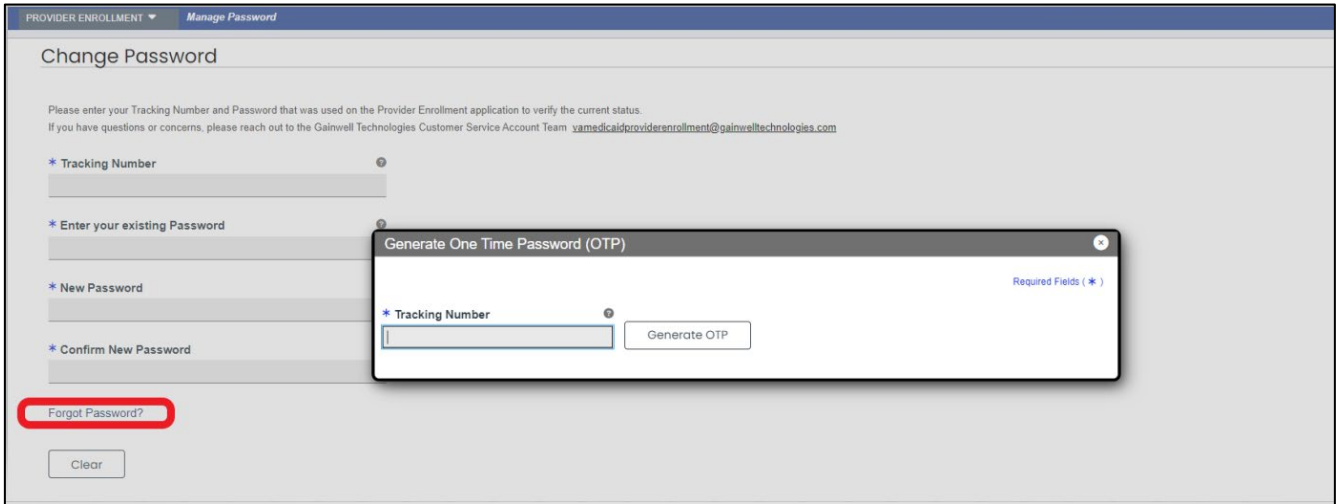 PROVIDER ENROLLMENT Manage Password
Change Password
Please enter your Tracking Number and Password that was used on the Provider Enrollment application to verify the current status.
If you have questions or concerns, please reach out to the Gainwell Technologies Customer Service Account Team vamedicaidproviderenrollment@gainwelltechnologies.com
* Tracking Number ?
* Enter your existing Password ?
* New Password
* Confirm New Password
Forgot Password?
Clear
Generate One Time Password (OTP) ×
Required Fields ( * )
* Tracking Number ?
Generate OTP